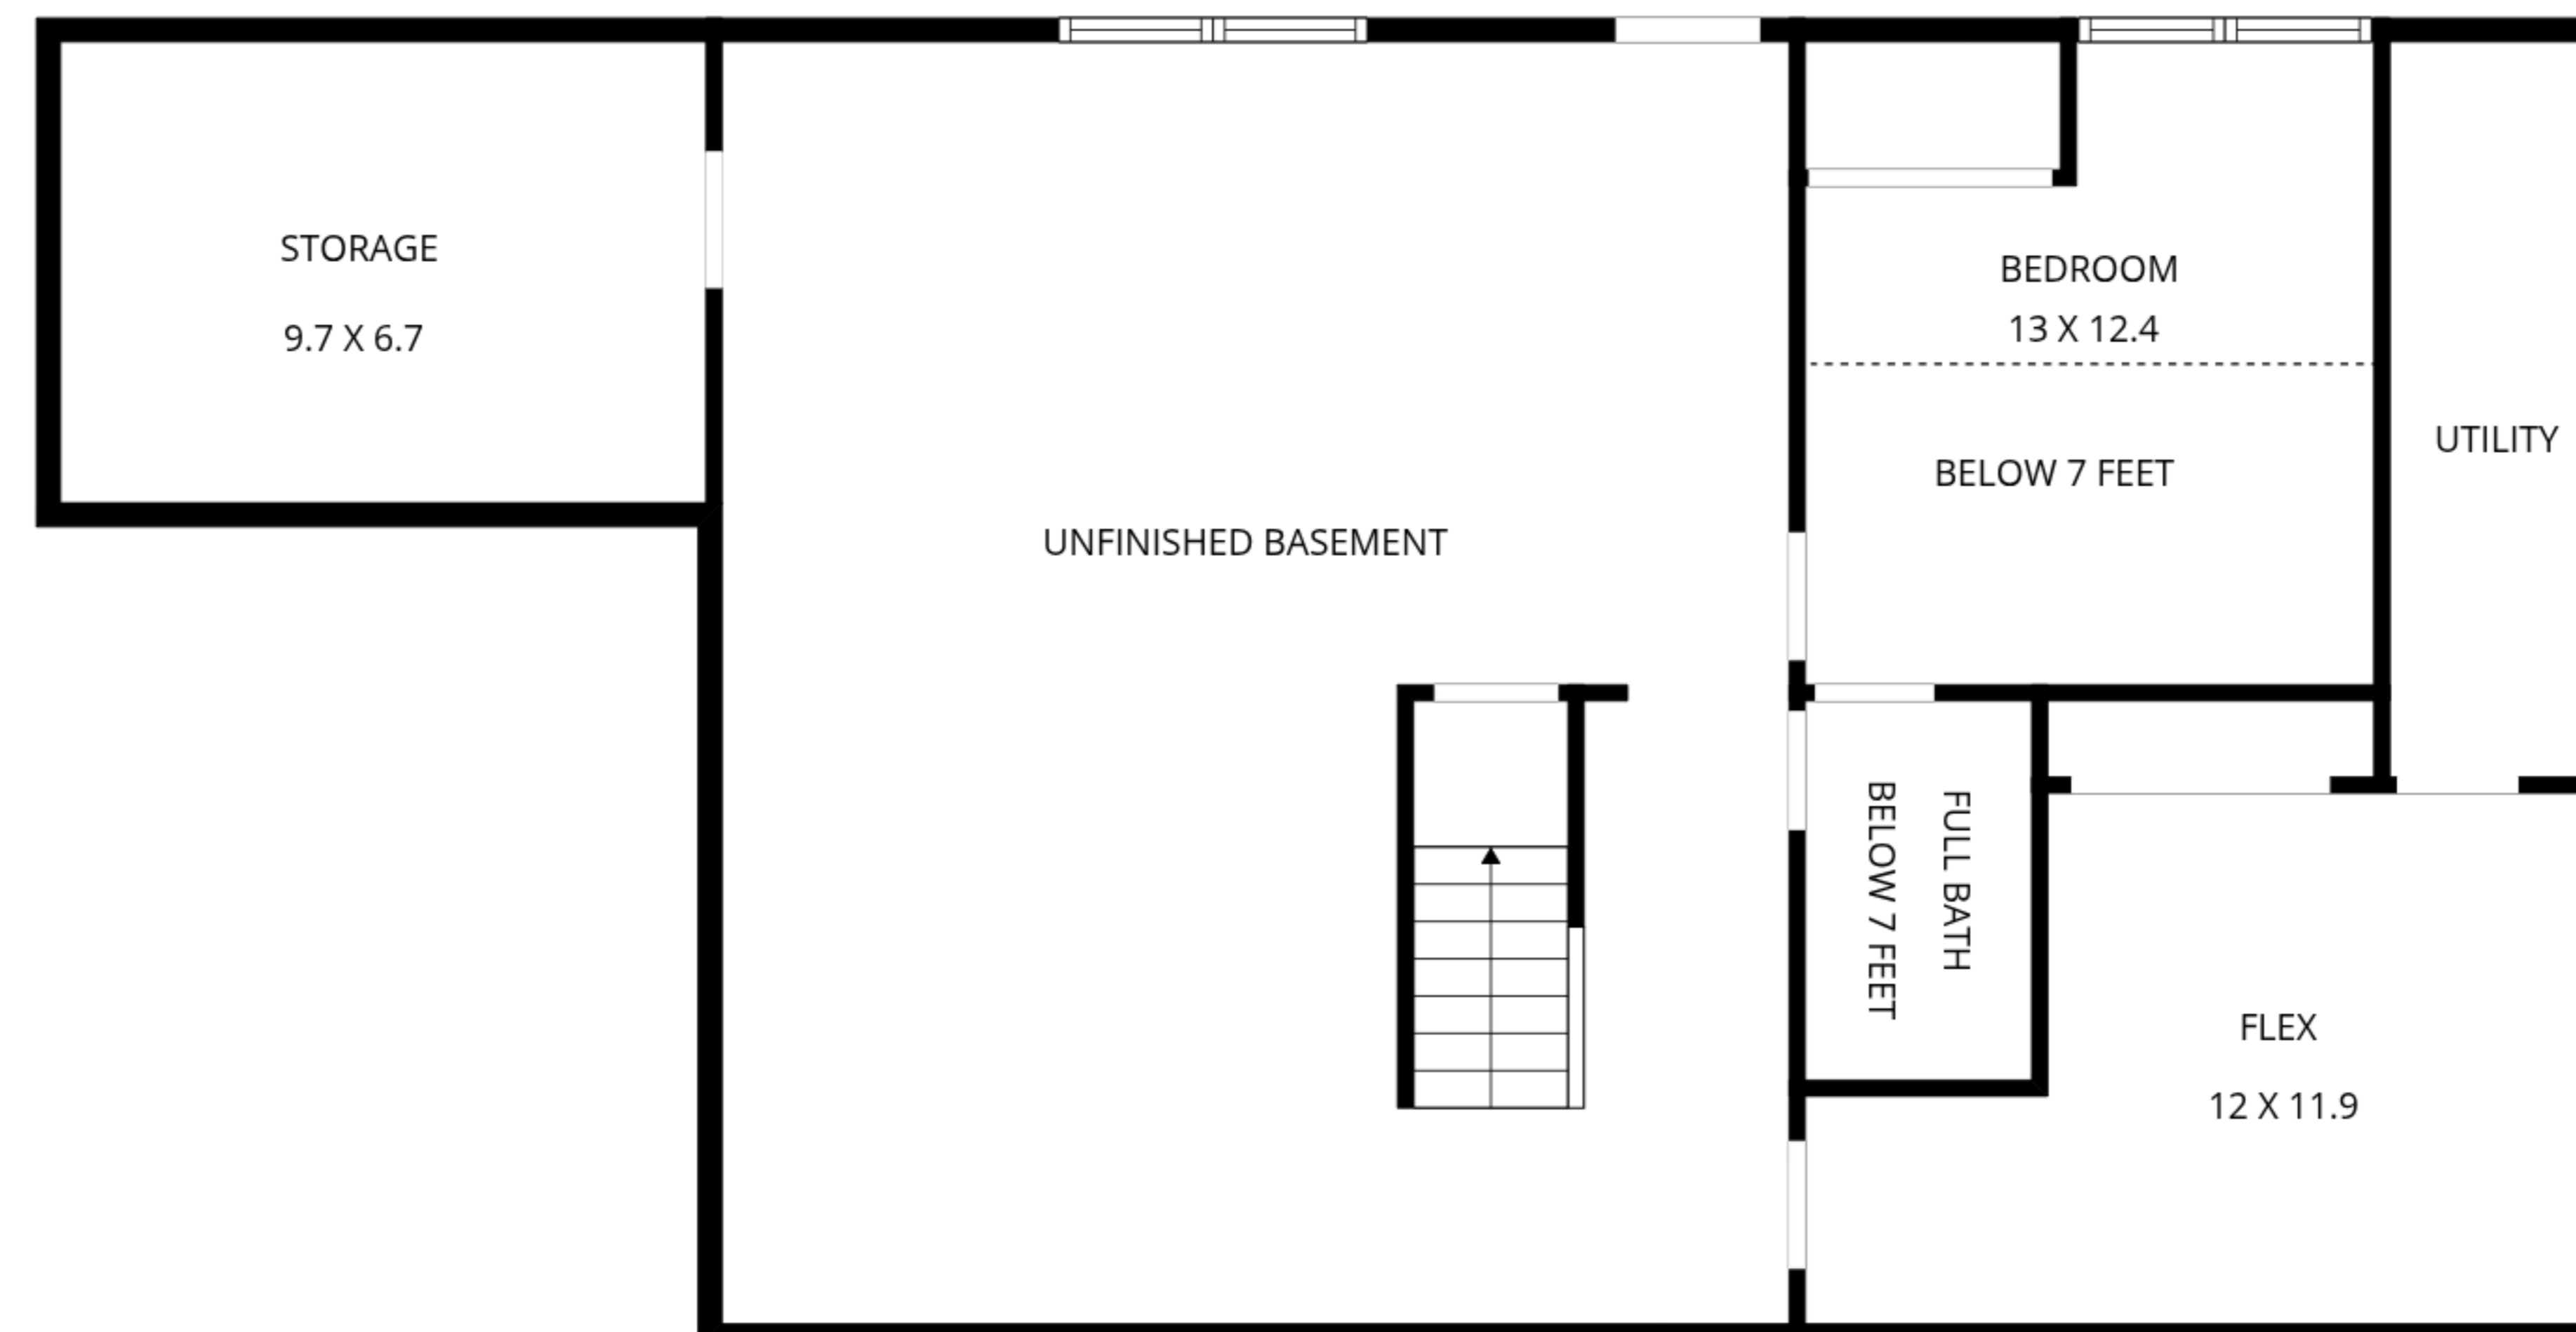 STORAGE
9.7 X 6.7
UNFINISHED BASEMENT
BEDROOM
13 X 12.4
BELOW 7 FEET
UTILITY
FULL BATH
BELOW 7 FEET
FLEX
12 X 11.9